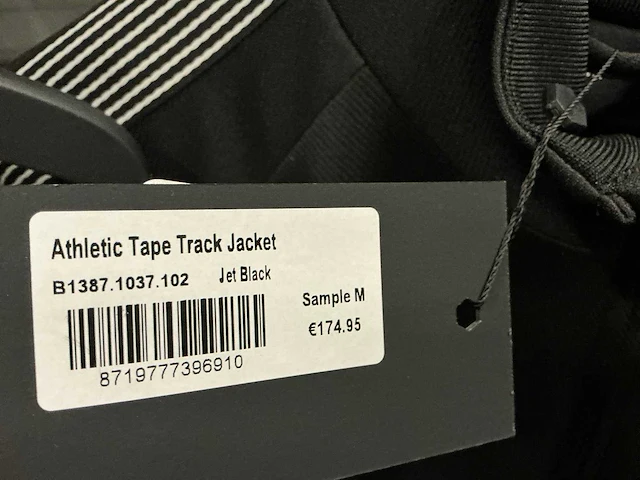 Athletic Tape Track Jacket
B1387.1037.102 Jet Black
Sample M
€174.95
8719777396910